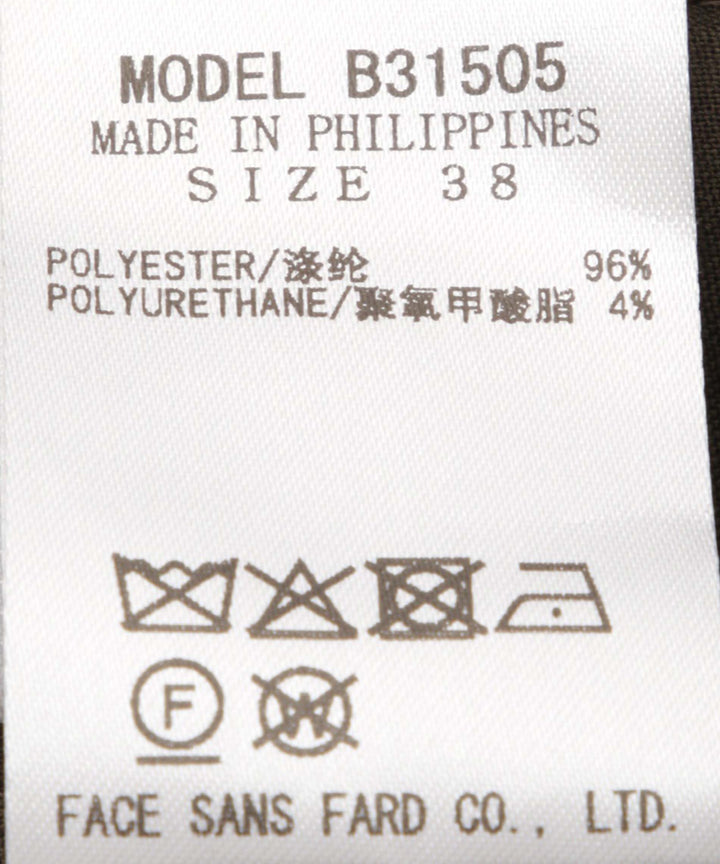 MODEL B31505
MADE IN PHILIPPINES
SIZE 38
POLYESTER/涤纶 96%
POLYURETHANE/聚氧甲酸脂 4%
F
W
FACE SANS FARD CO., LTD.